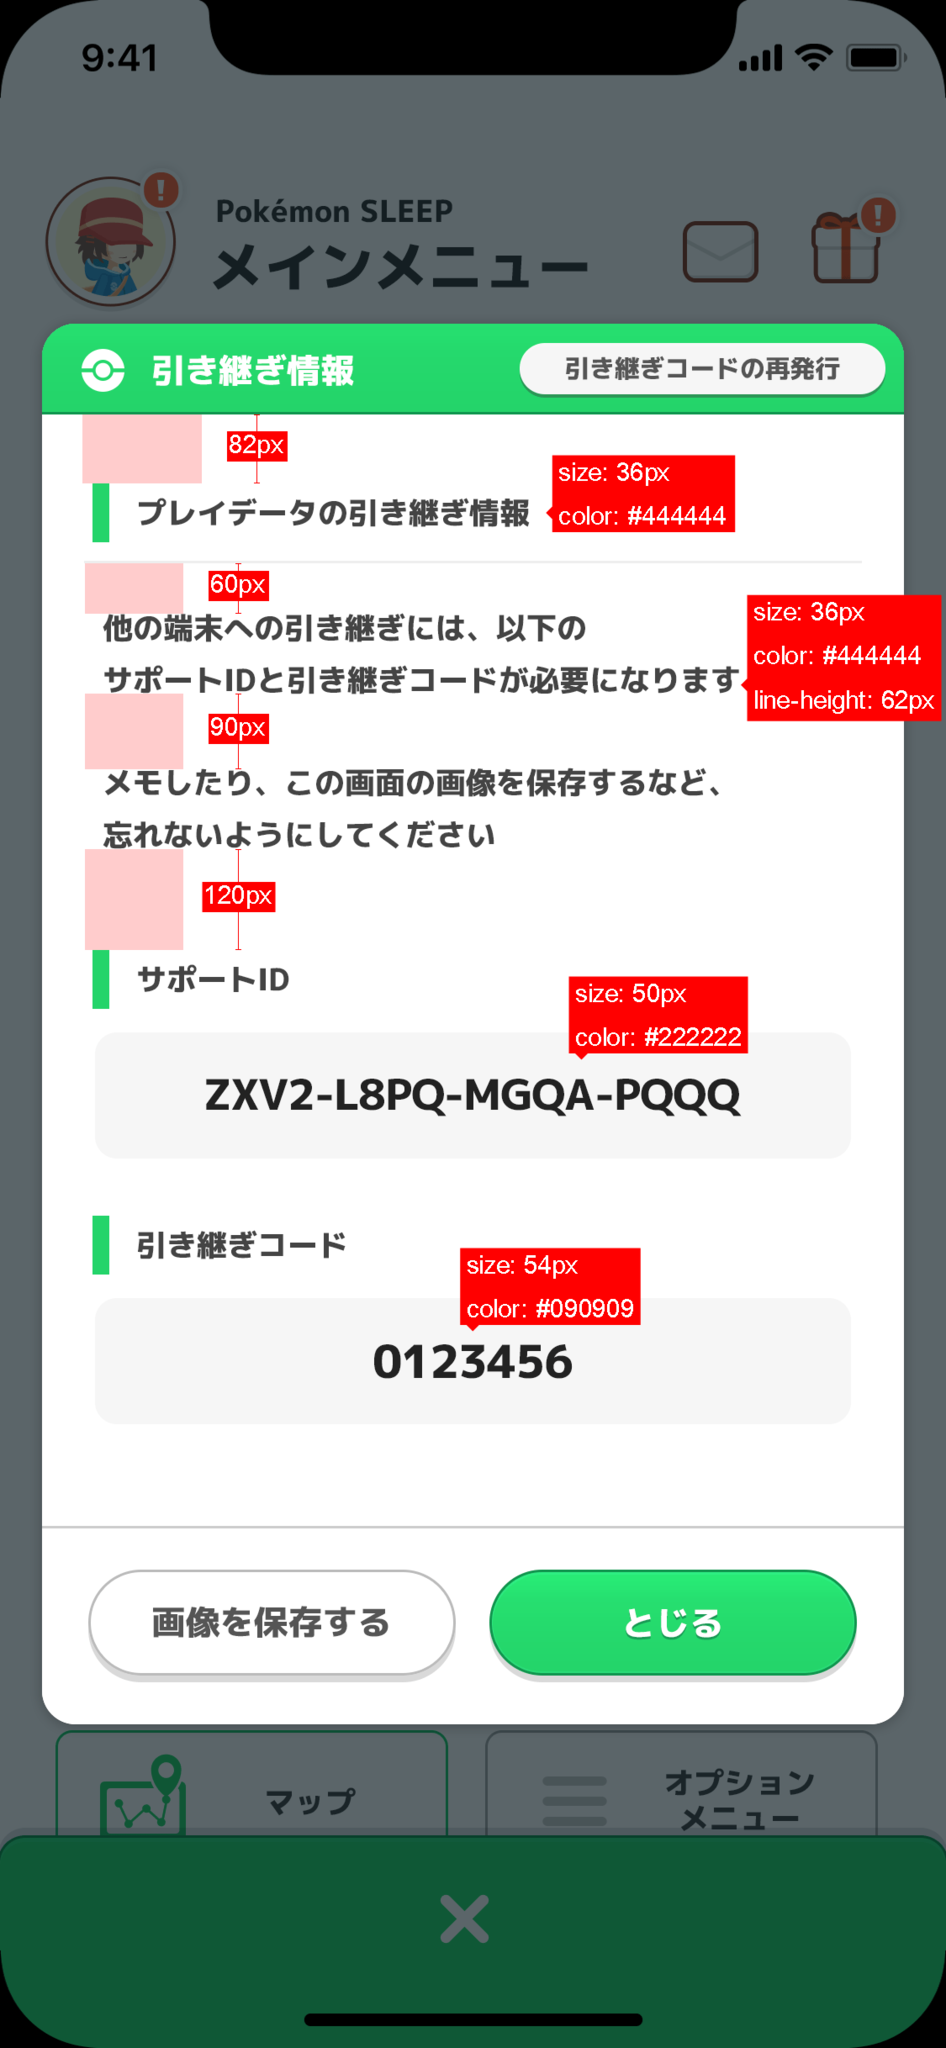 9:41
Pokémon SLEEP
メインメニュー
引き継ぎ情報
引き継ぎコードの再発行
82px
size: 36px
color: #444444
プレイデータの引き継ぎ情報
60px
size: 36px
color: #444444
line-height: 62px
他の端末への引き継ぎには、以下の
サポートIDと引き継ぎコードが必要になります
90px
メモしたり、この画面の画像を保存するなど、
忘れないようにしてください
120px
サポートID
size: 50px
color: #222222
ZXV2-L8PQ-MGQA-PQQQ
引き継ぎコード
size: 54px
color: #090909
0123456
画像を保存する
とじる
マップ
オプション
メニュー